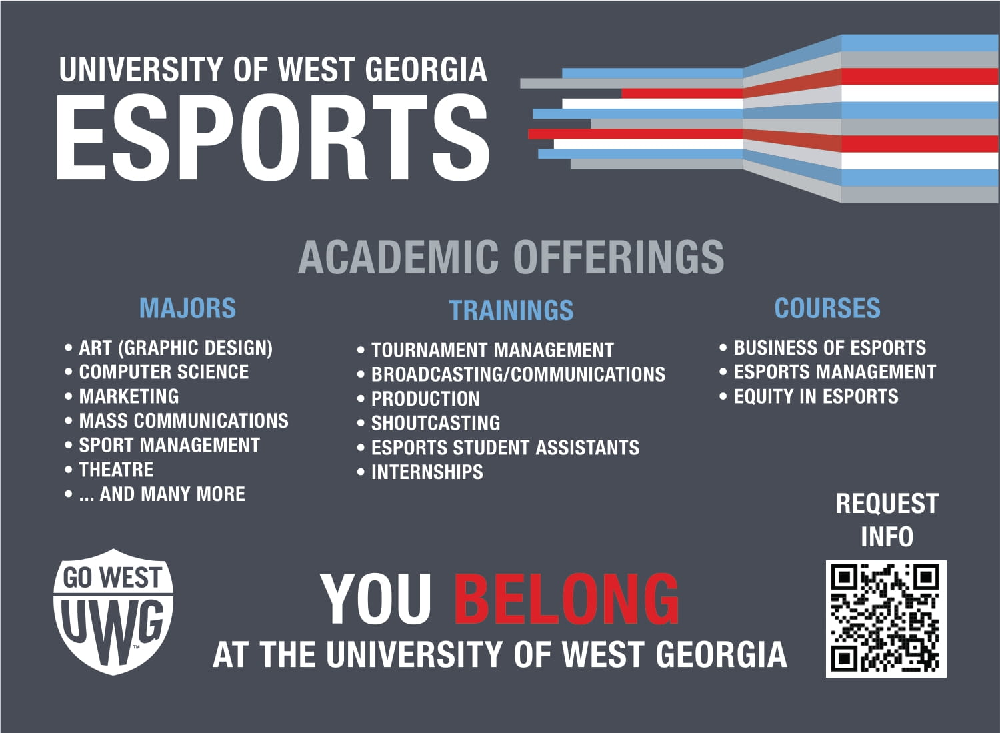 UNIVERSITY OF WEST GEORGIA
ESPORTS
ACADEMIC OFFERINGS
MAJORS
• ART (GRAPHIC DESIGN)
• COMPUTER SCIENCE
• MARKETING
• MASS COMMUNICATIONS
• SPORT MANAGEMENT
• THEATRE
• ... AND MANY MORE
TRAININGS
• TOURNAMENT MANAGEMENT
• BROADCASTING/COMMUNICATIONS
• PRODUCTION
• SHOUTCASTING
• ESPORTS STUDENT ASSISTANTS
• INTERNSHIPS
COURSES
• BUSINESS OF ESPORTS
• ESPORTS MANAGEMENT
• EQUITY IN ESPORTS
REQUEST
INFO
GO WEST
UWG™
YOU BELONG
AT THE UNIVERSITY OF WEST GEORGIA